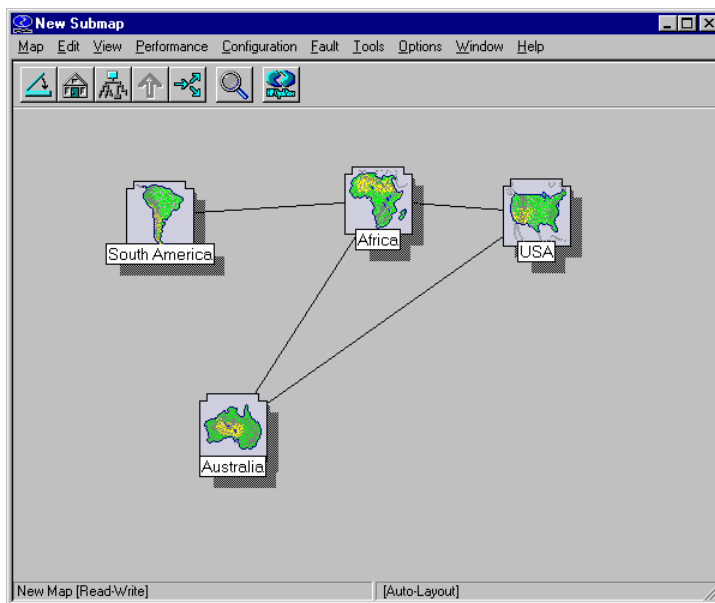 New Submap
Map Edit View Performance Configuration Fault Tools Options Window Help
South America
Africa
USA
Australia
New Map [Read-Write] [Auto-Layout]